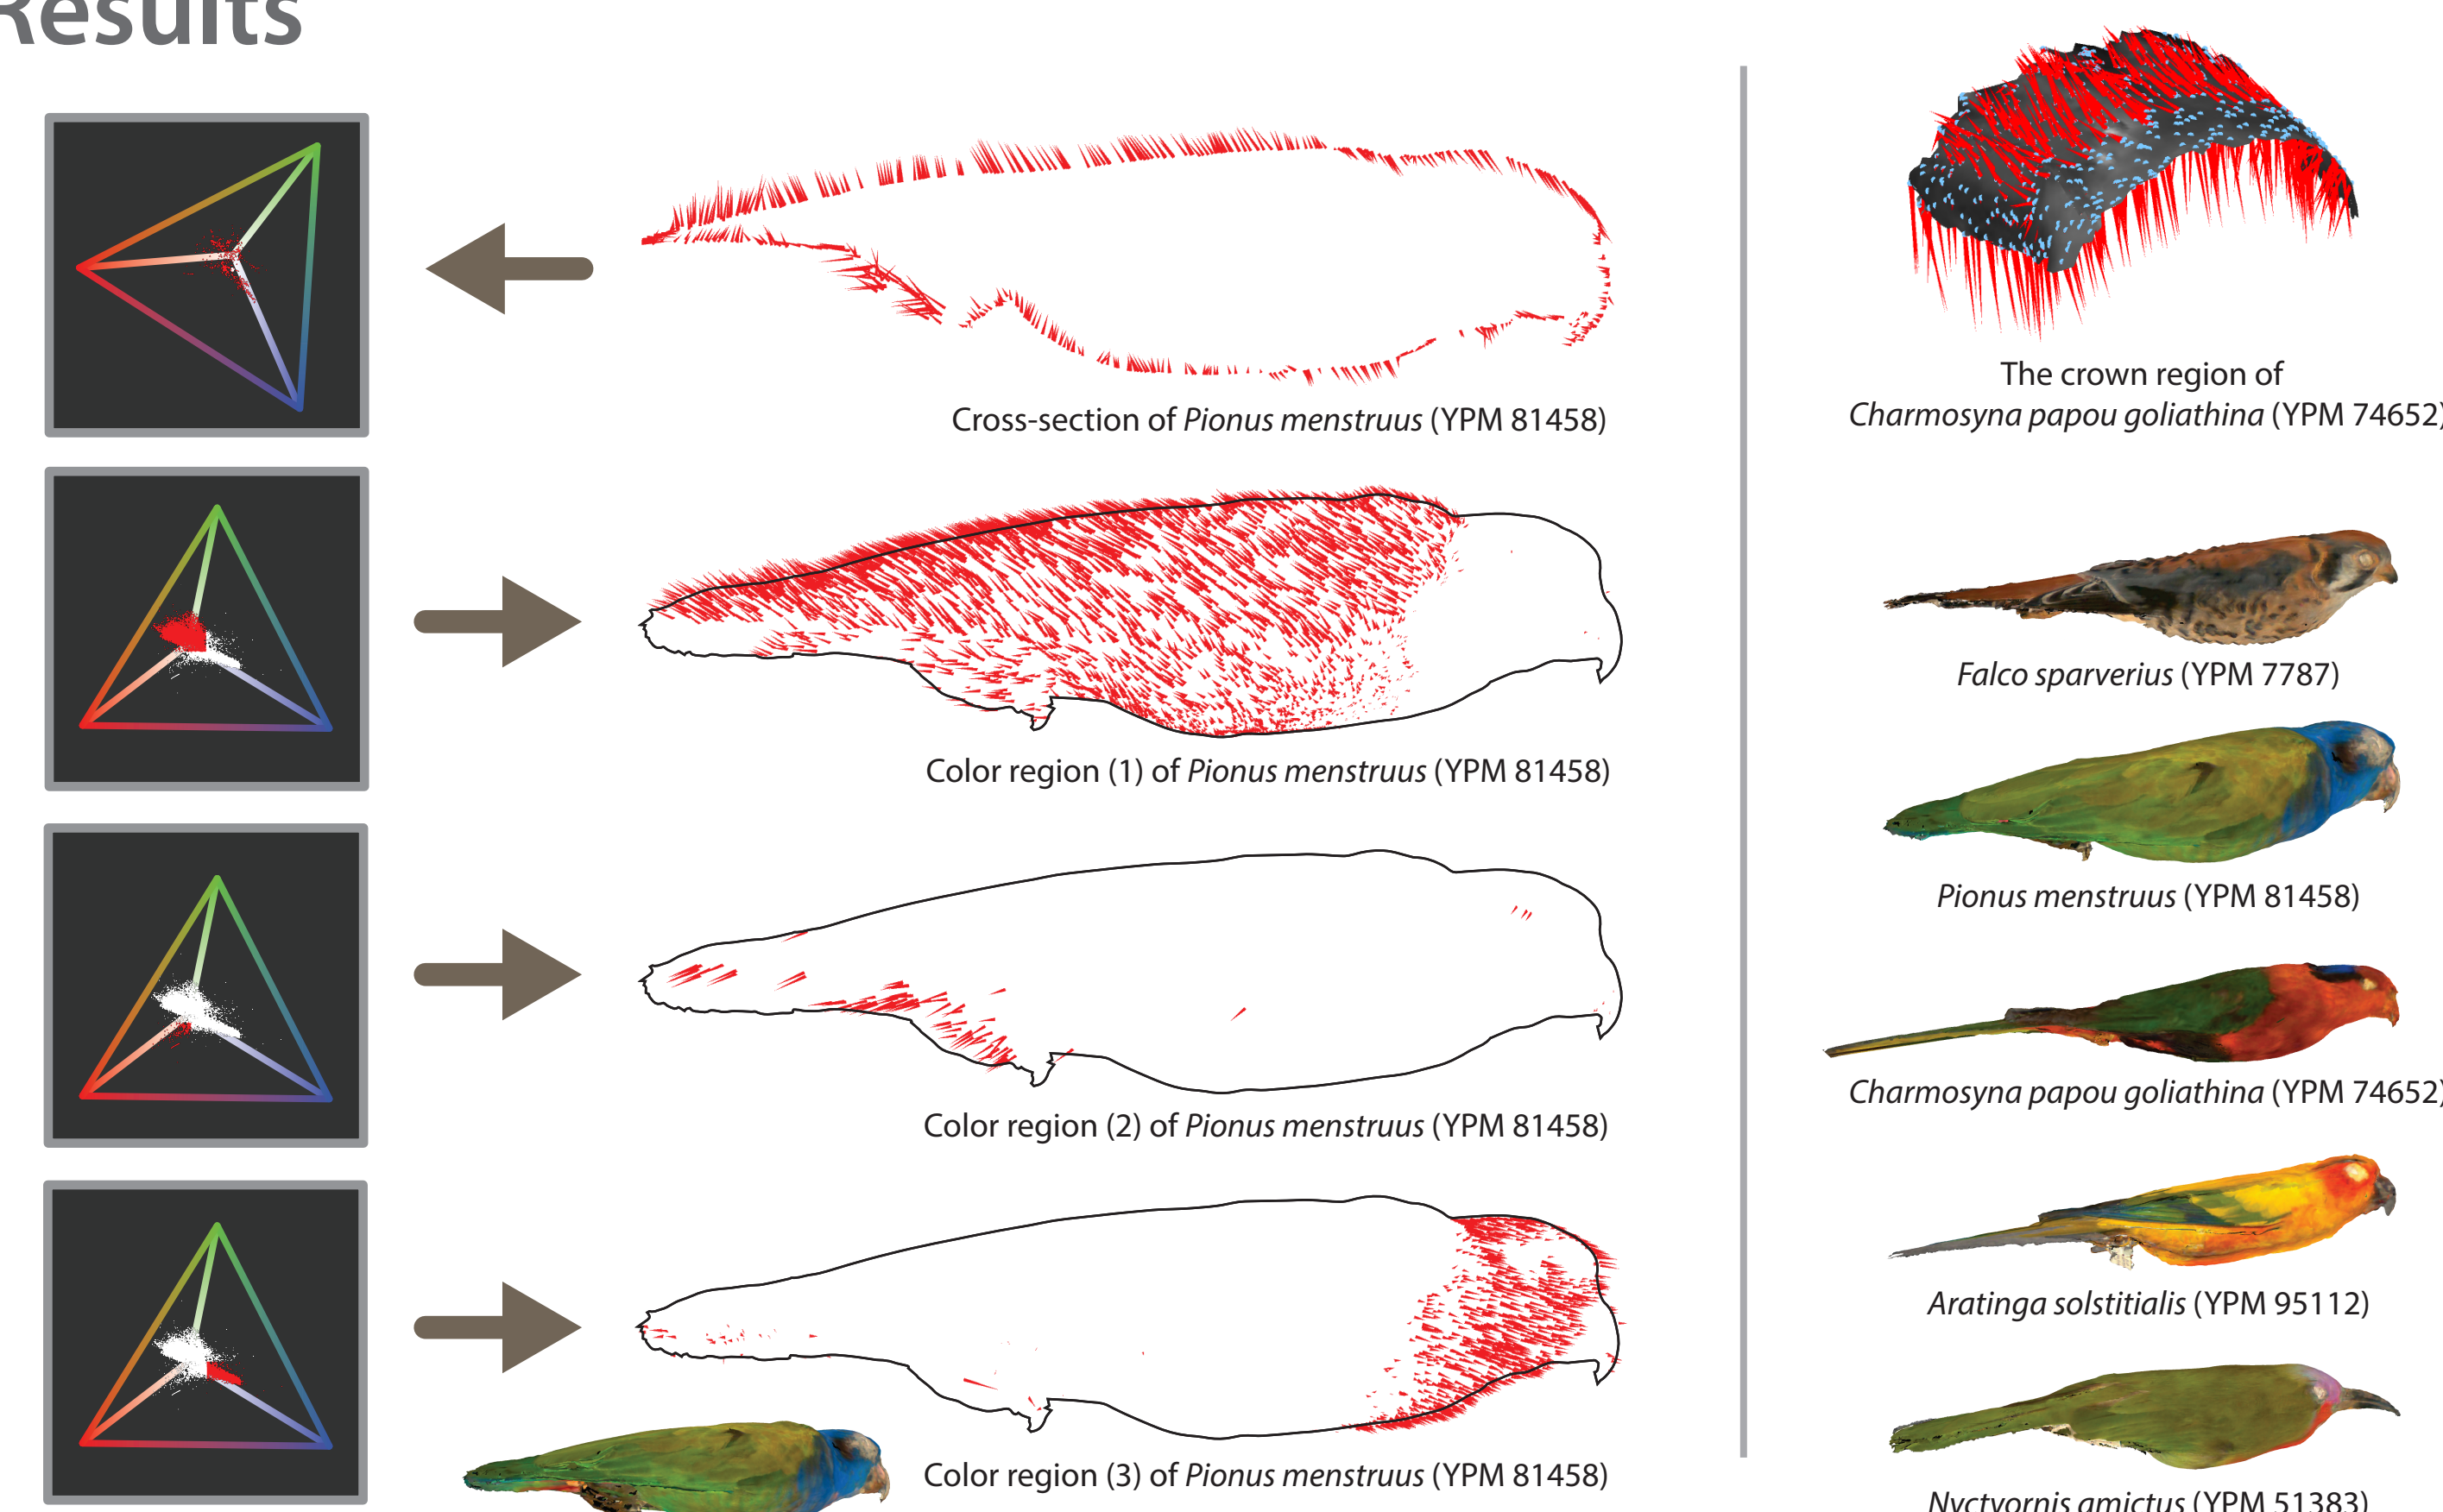 Results
Cross-section of Pionus menstruus (YPM 81458)
Color region (1) of Pionus menstruus (YPM 81458)
Color region (2) of Pionus menstruus (YPM 81458)
Color region (3) of Pionus menstruus (YPM 81458)
The crown region of
Charmosyna papou goliathina (YPM 74652)
Falco sparverius (YPM 7787)
Pionus menstruus (YPM 81458)
Charmosyna papou goliathina (YPM 74652)
Aratinga solstitialis (YPM 95112)
Nyctyornis amictus (YPM 51383)